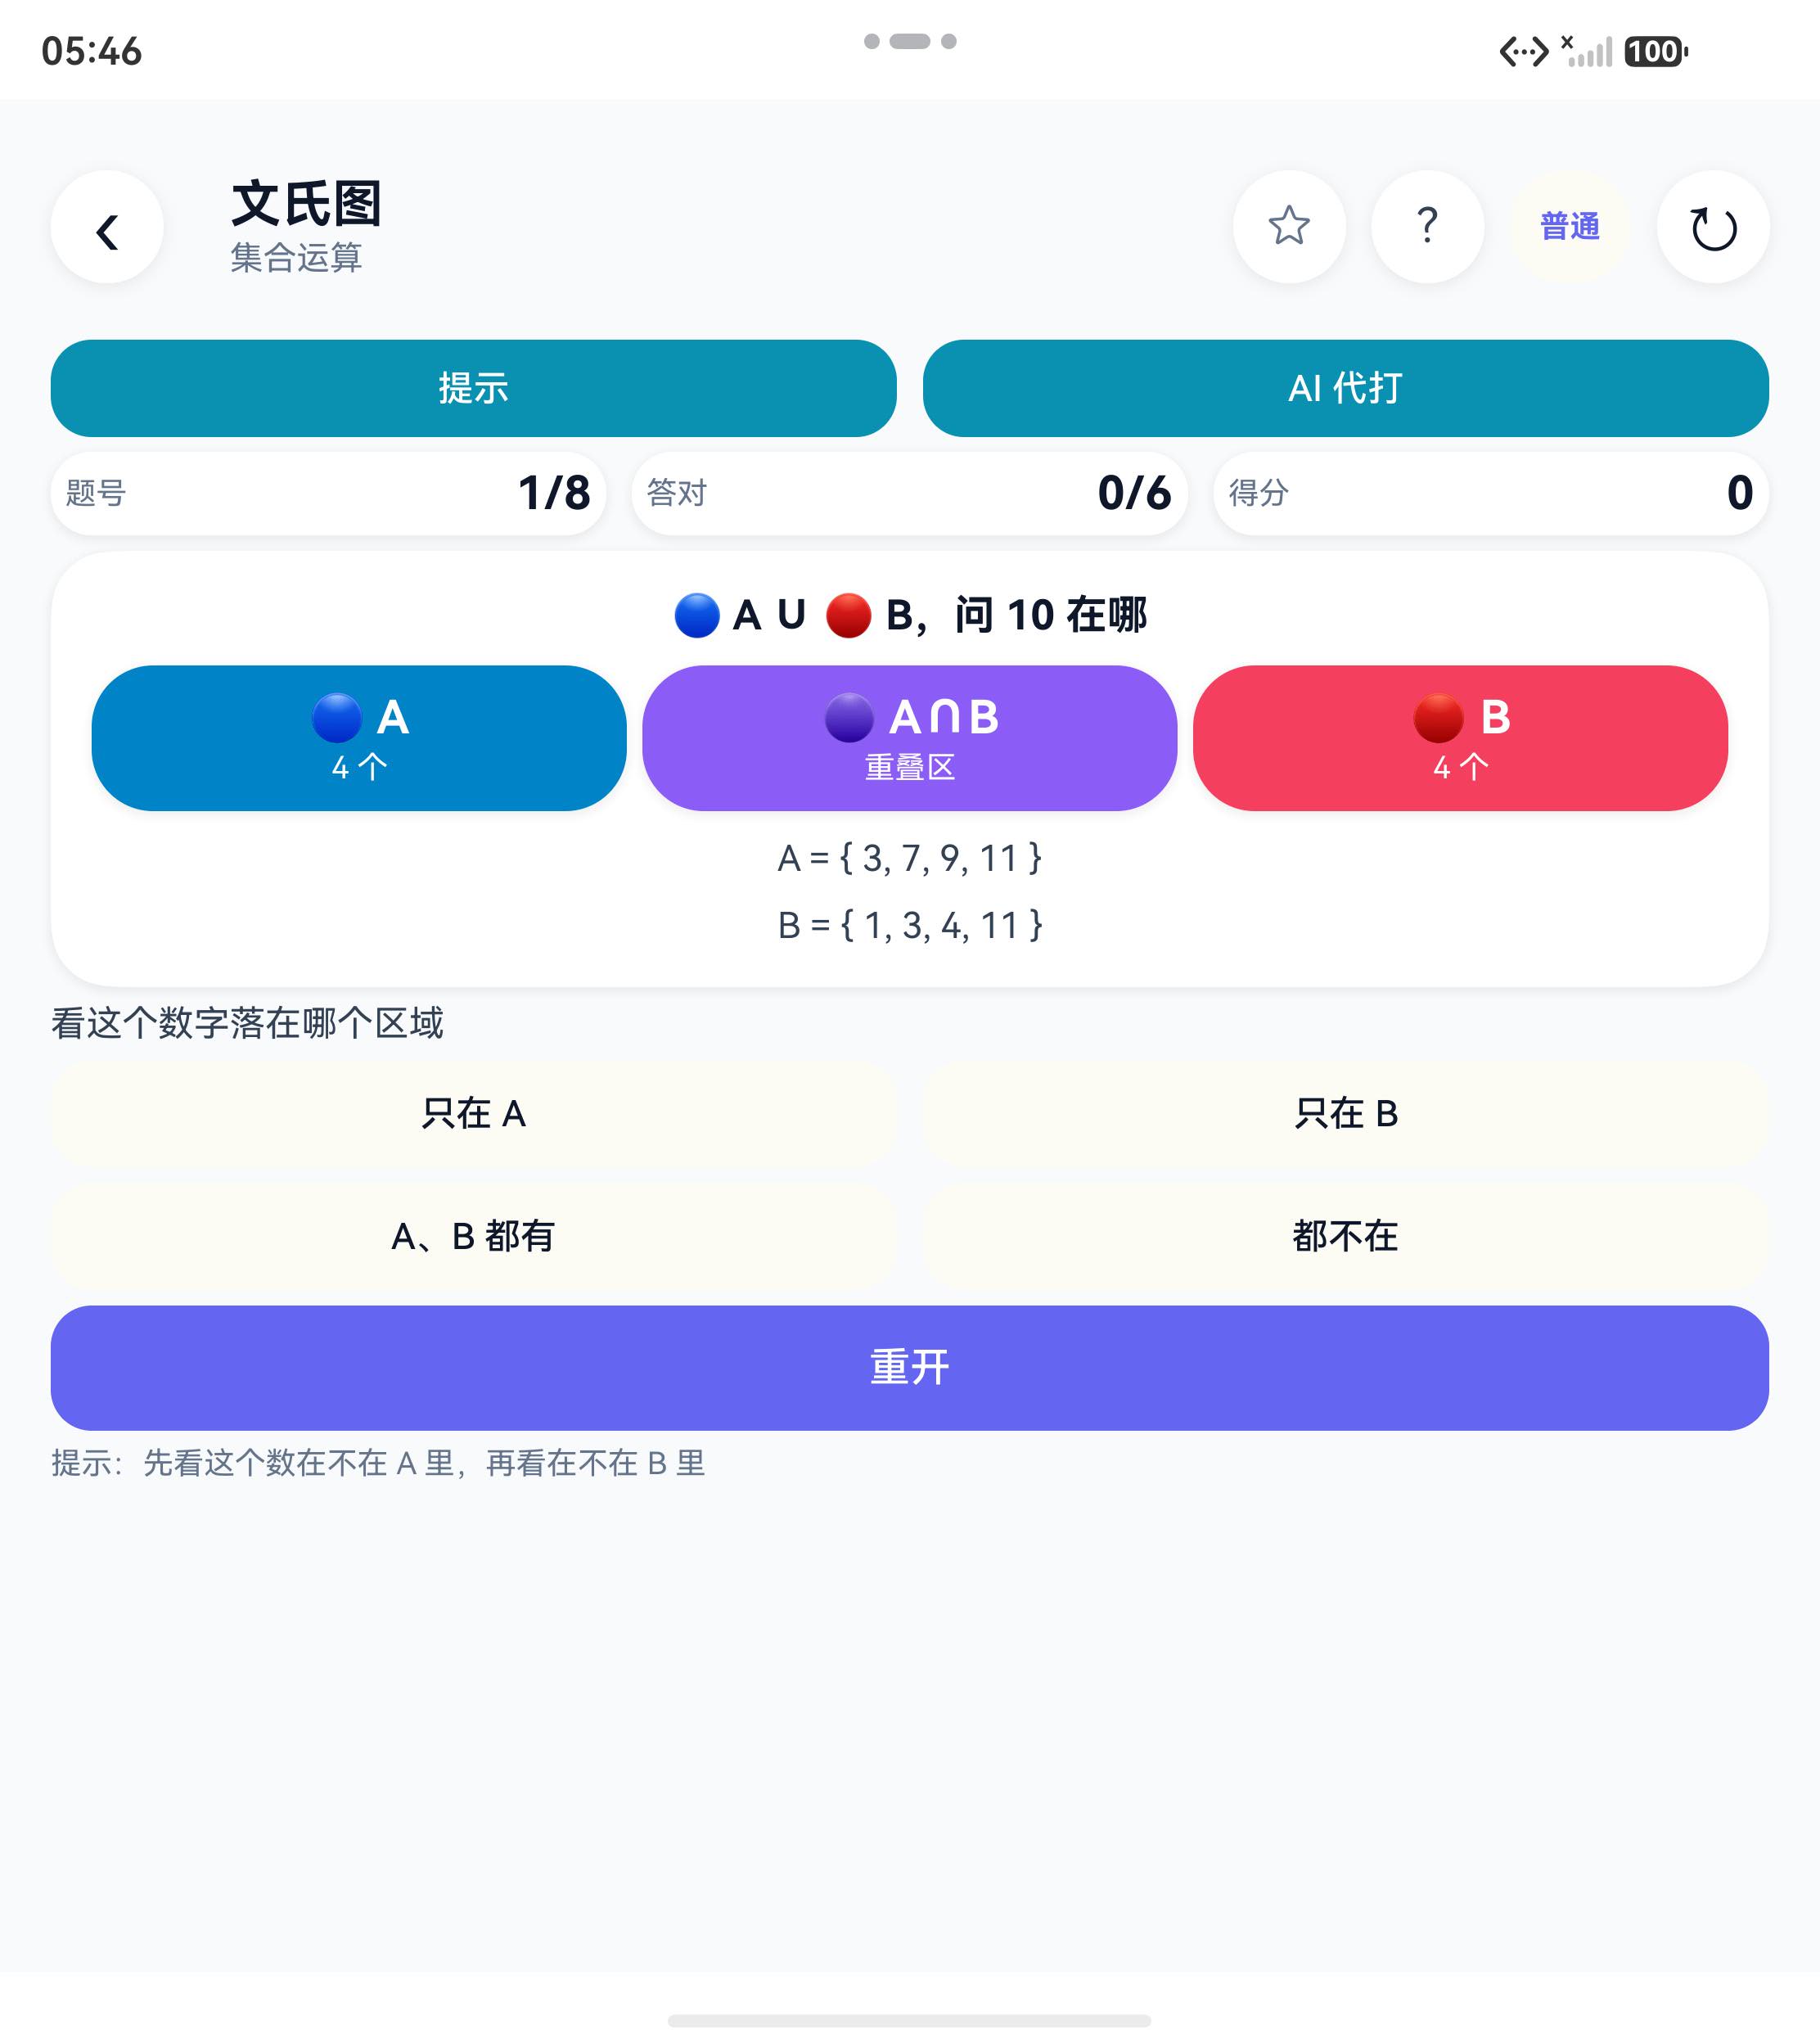 05:46
100
文氏图
集合运算
?
普通
提示
AI 代打
题号 1/8
答对 0/6
得分 0
A ∪ B，问 10 在哪
A
4 个
A∩B
重叠区
B
4 个
A = { 3, 7, 9, 11 }
B = { 1, 3, 4, 11 }
看这个数字落在哪个区域
只在 A
只在 B
A、B 都有
都不在
重开
提示：先看这个数在不在 A 里，再看在不在 B 里